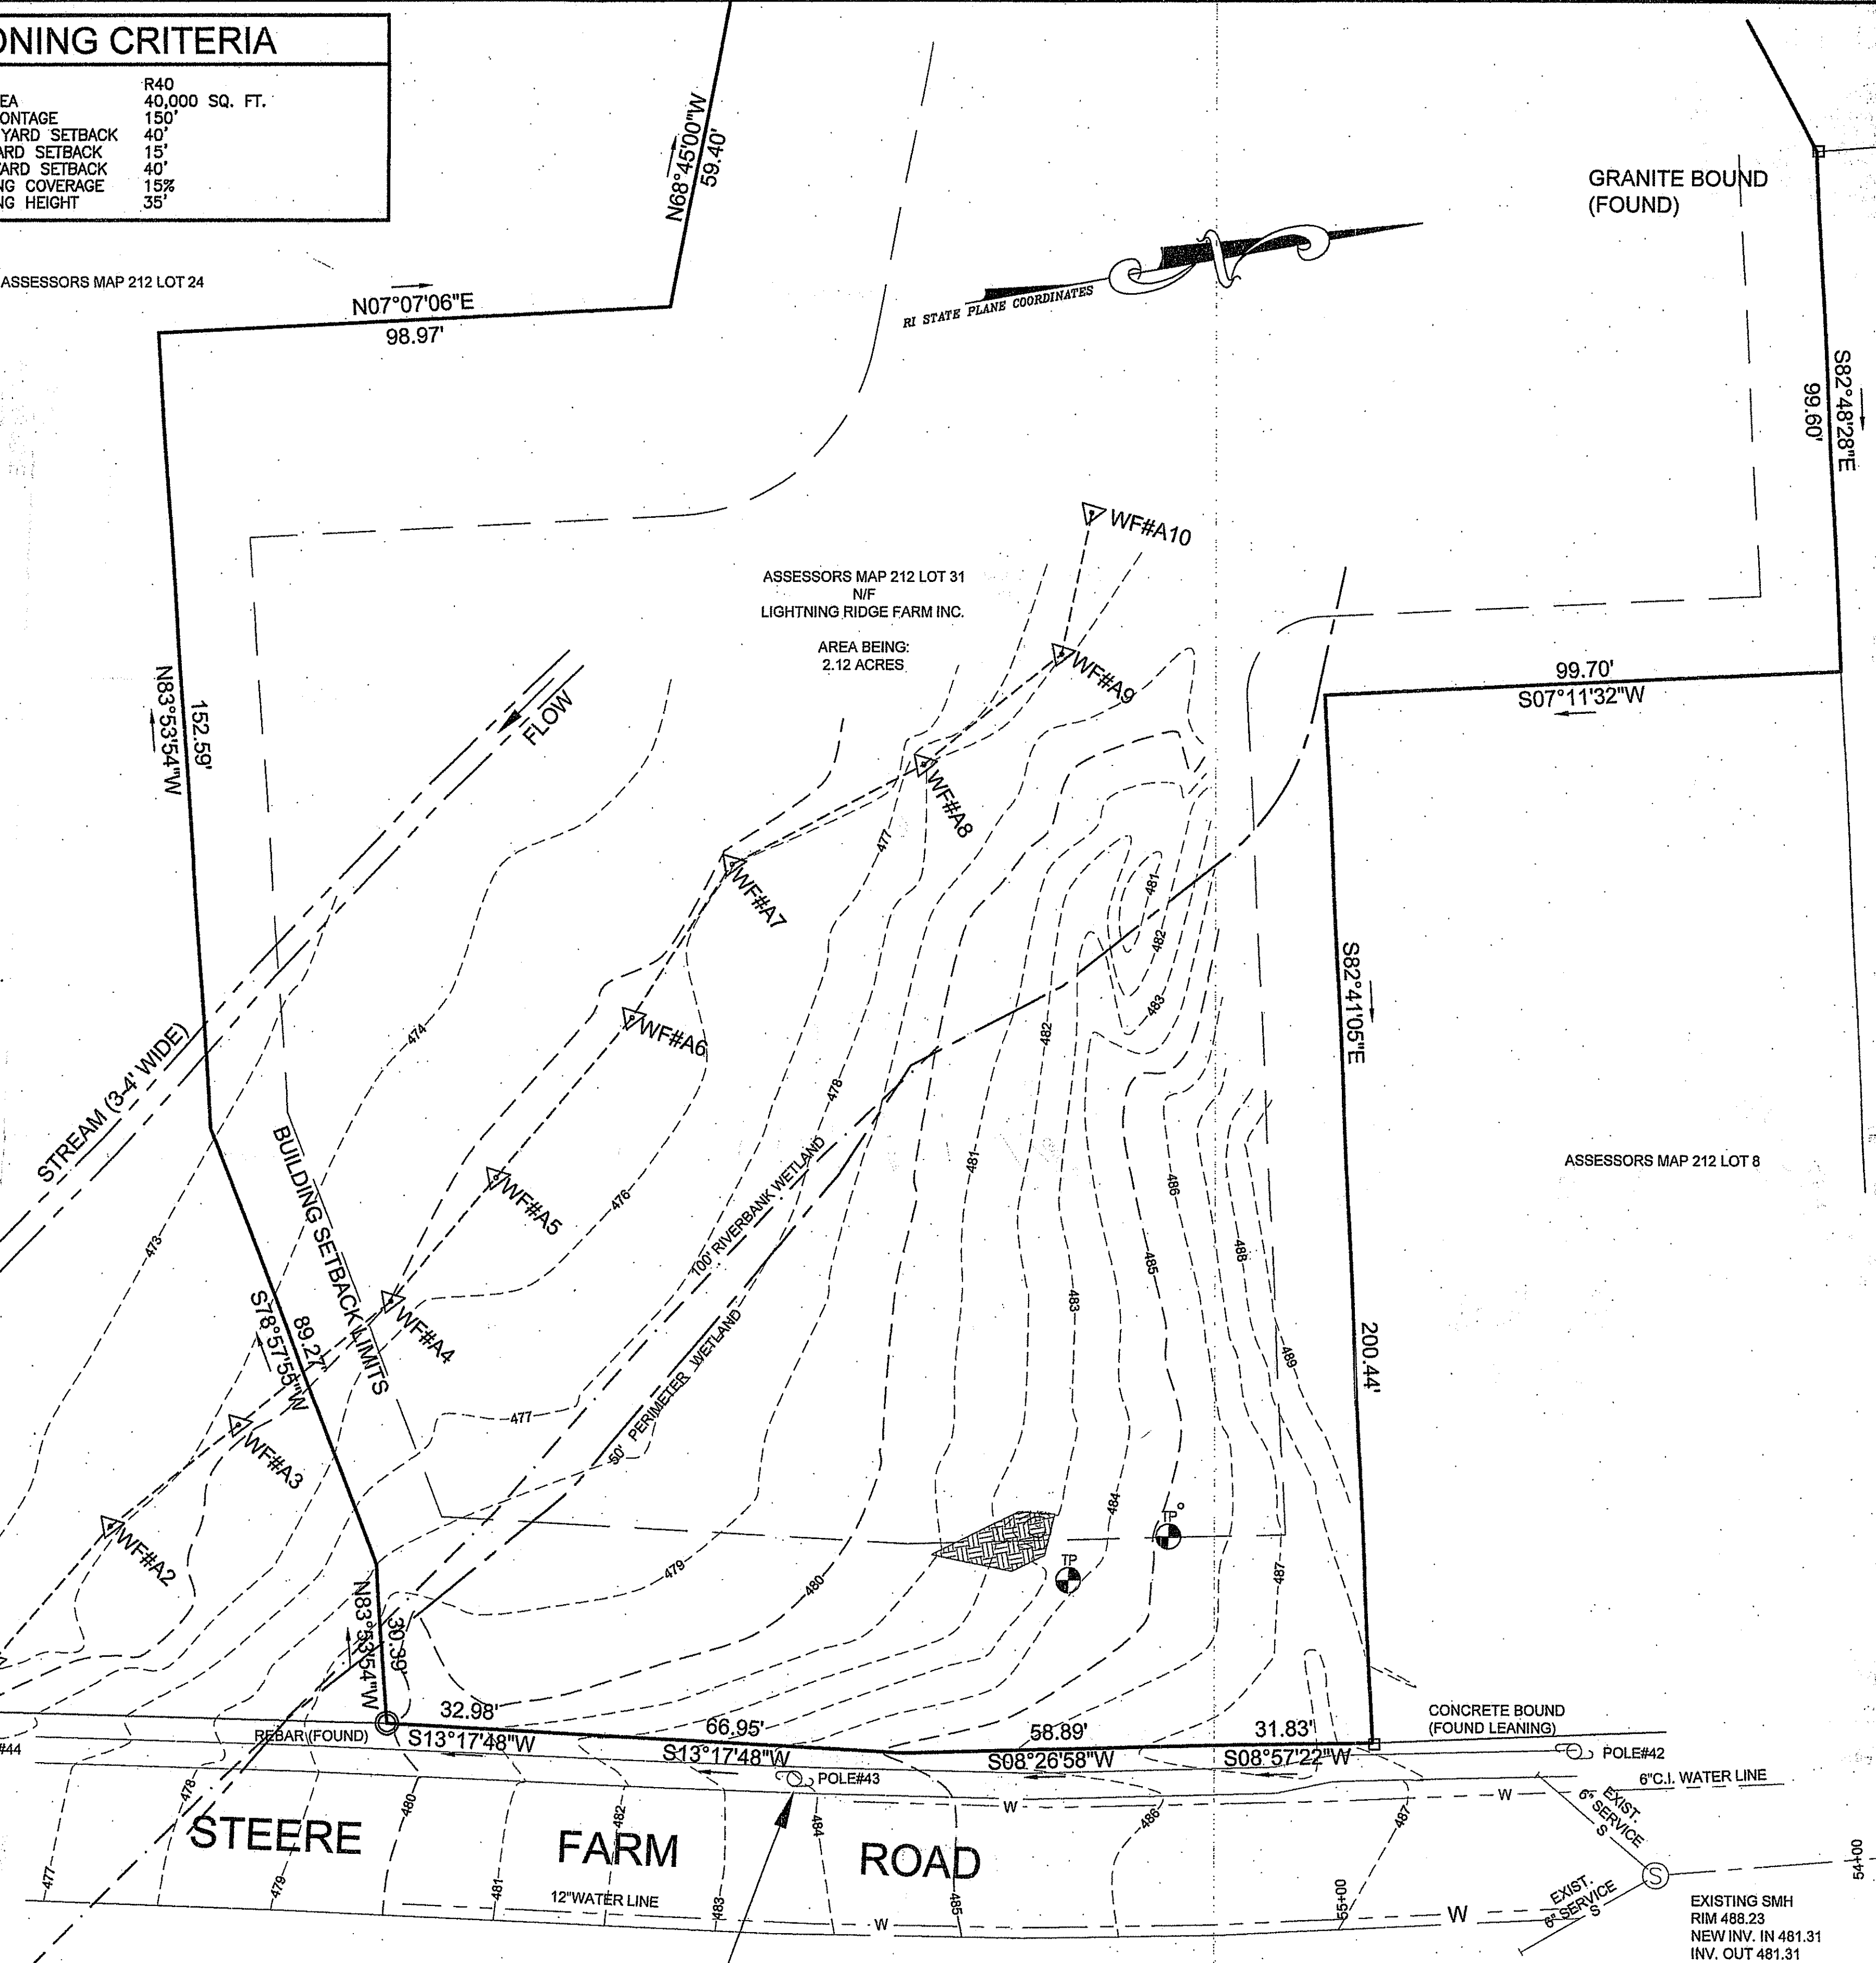 ONING CRITERIA
R40
EA 40,000 SQ. FT.
ONTAGE 150'
YARD SETBACK 40'
ARD SETBACK 15'
YARD SETBACK 40'
NG COVERAGE 15%
NG HEIGHT 35'
N68°45'00"W
59.40'
GRANITE BOUND
(FOUND)
ASSESSORS MAP 212 LOT 24
N07°07'06"E
98.97'
RI STATE PLANE COORDINATES
S82°48'28"E
99.60'
WF#A10
ASSESSORS MAP 212 LOT 31
N/F
LIGHTNING RIDGE FARM INC.
AREA BEING:
2.12 ACRES
WF#A9
99.70'
S07°11'32"W
FLOW
152.59'
N83°53'54"W
WF#A8
477
WF#A7
481
482
483
S82°41'05"E
STREAM (3-4' WIDE)
474
WF#A6
482
478
BUILDING SETBACK LIMITS
100' RIVERBANK WETLAND
481
ASSESSORS MAP 212 LOT 8
WF#A5
476
486
473
488
485
483
S78°57'55"W
89.27'
WF#A4
50' PERIMETER WETLAND
489
200.44'
477
WF#A3
484
TP
WF#A2
479
480
TP
487
N83°53'54"W
30.39'
32.98'
66.95'
58.89'
31.83'
CONCRETE BOUND
(FOUND LEANING)
#44
REBAR (FOUND)
S13°17'48"W
S13°17'48"W
S08°26'58"W
S08°57'22"W
POLE#42
POLE#43
6"C.I. WATER LINE
478
480
482
484
W
486
487
W
EXIST.
6" SERVICE
S
STEERE FARM ROAD
S
54+00
477
479
481
12"WATER LINE
483
485
W
55+00
W
EXIST.
6" SERVICE
S
EXISTING SMH
RIM 488.23
NEW INV. IN 481.31
INV. OUT 481.31